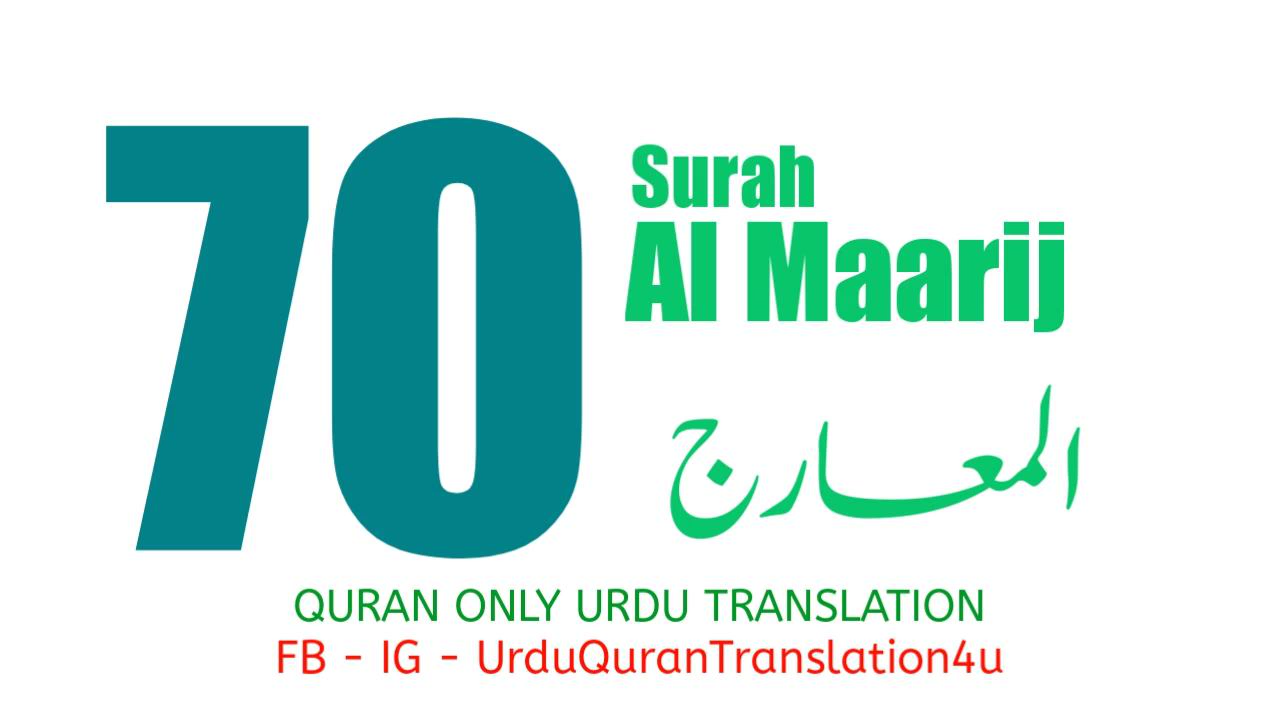 70
Surah
Al Maarij
المعارج
QURAN ONLY URDU TRANSLATION
FB - IG - UrduQuranTranslation4u